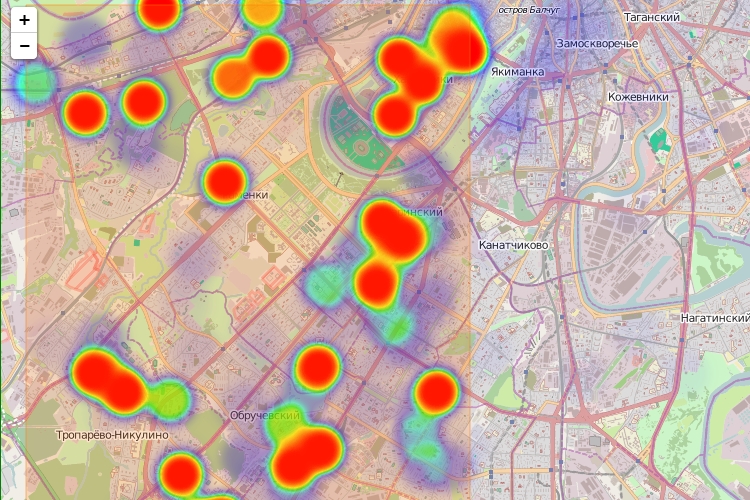 +
−
остров Балчуг
Таганский
Замоскворечье
Якиманка
Кожевники
Канатчиково
Нагатинский
Обручевский
Тропарёво-Никулино